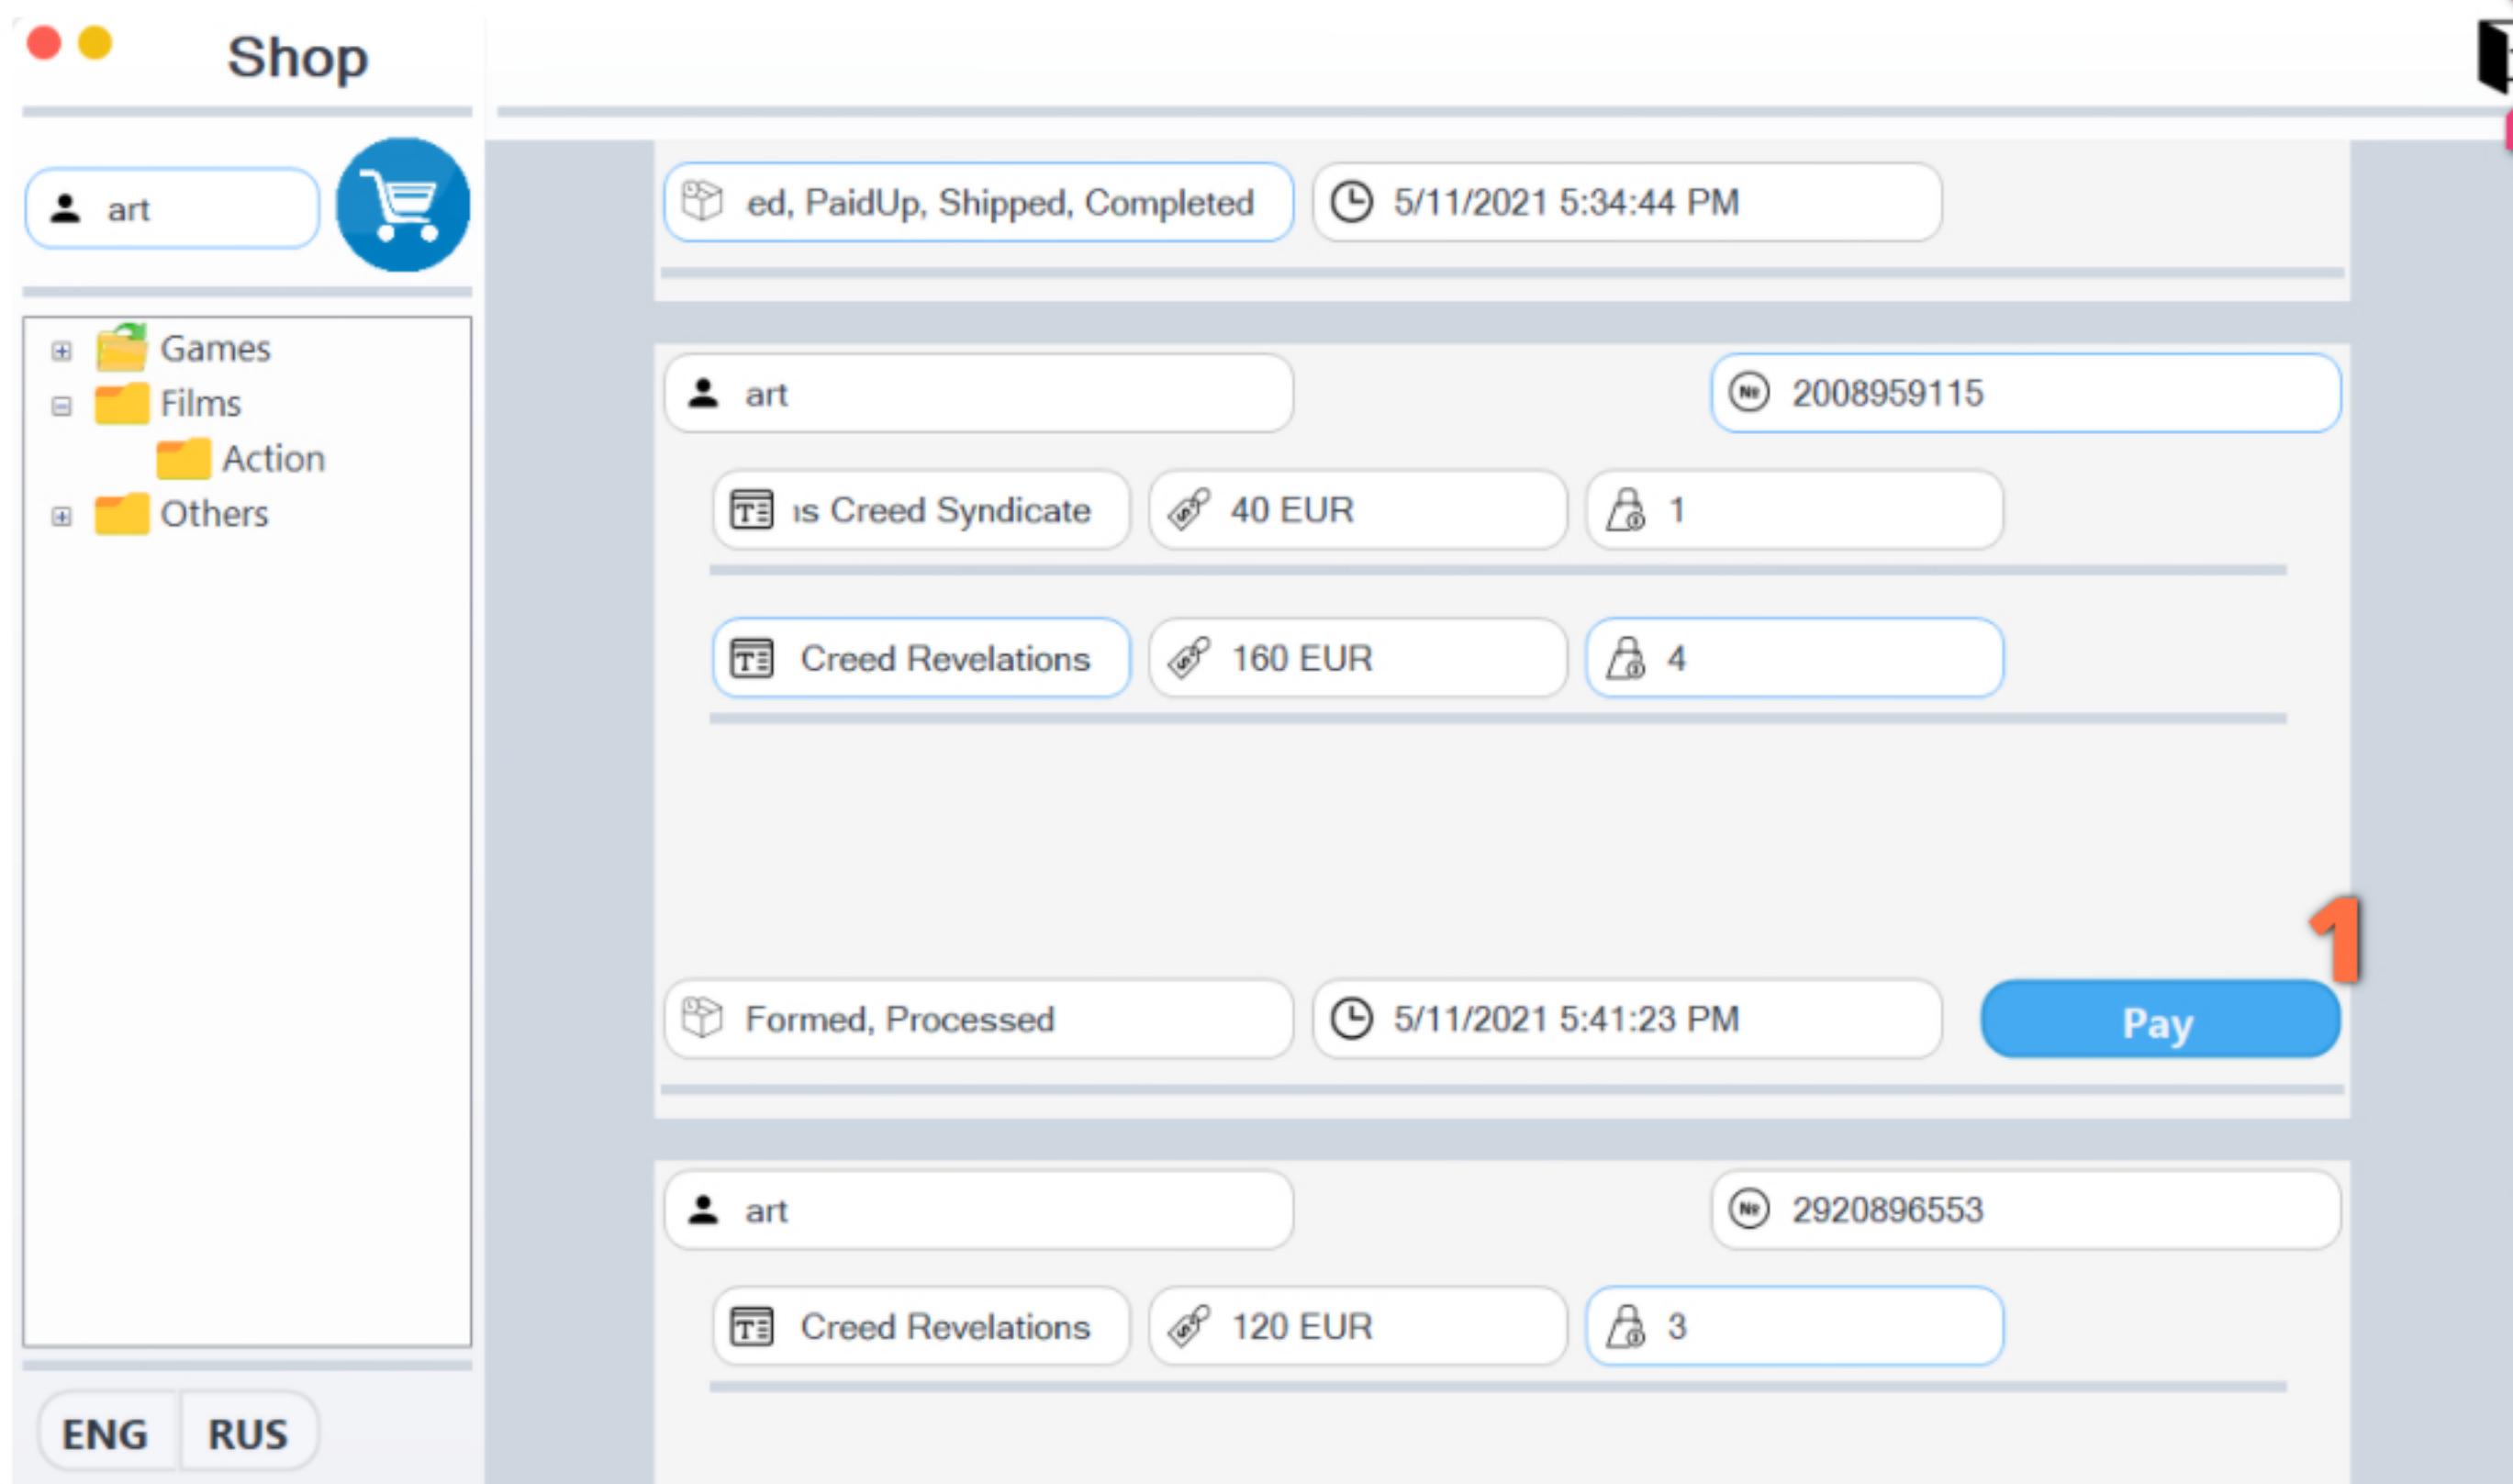 Shop
art
Games
Films
Action
Others
ENG RUS
ed, PaidUp, Shipped, Completed 5/11/2021 5:34:44 PM
art № 2008959115
s Creed Syndicate 40 EUR 1
Creed Revelations 160 EUR 4
1
Formed, Processed 5/11/2021 5:41:23 PM Pay
art № 2920896553
Creed Revelations 120 EUR 3